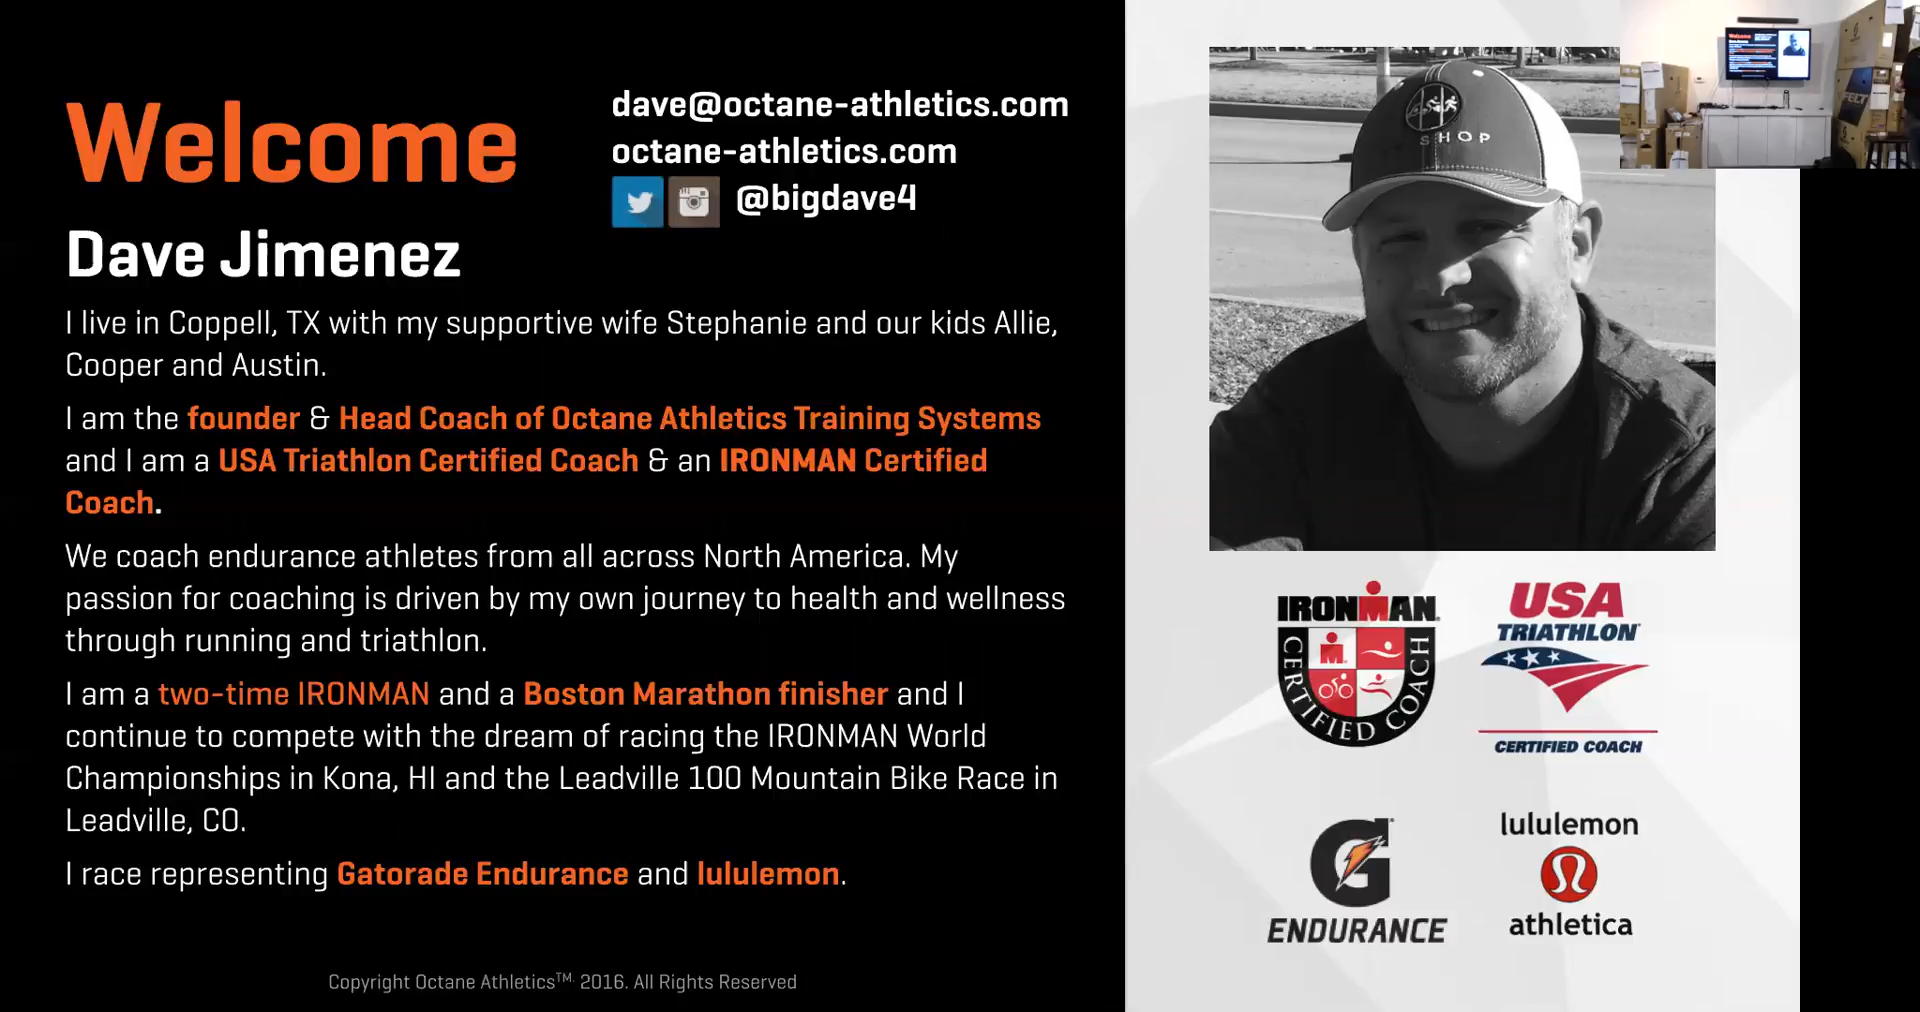 Welcome
dave@octane-athletics.com
octane-athletics.com
@bigdave4
Dave Jimenez
I live in Coppell, TX with my supportive wife Stephanie and our kids Allie,
Cooper and Austin.
I am the founder & Head Coach of Octane Athletics Training Systems
and I am a USA Triathlon Certified Coach & an IRONMAN Certified
Coach.
We coach endurance athletes from all across North America. My
passion for coaching is driven by my own journey to health and wellness
through running and triathlon.
I am a two-time IRONMAN and a Boston Marathon finisher and I
continue to compete with the dream of racing the IRONMAN World
Championships in Kona, HI and the Leadville 100 Mountain Bike Race in
Leadville, CO.
I race representing Gatorade Endurance and lululemon.
Copyright Octane Athletics™. 2016. All Rights Reserved
SHOP
Welcome
IRONMAN
CERTIFIED COACH
USA
TRIATHLON
CERTIFIED COACH
G
ENDURANCE
lululemon
athletica